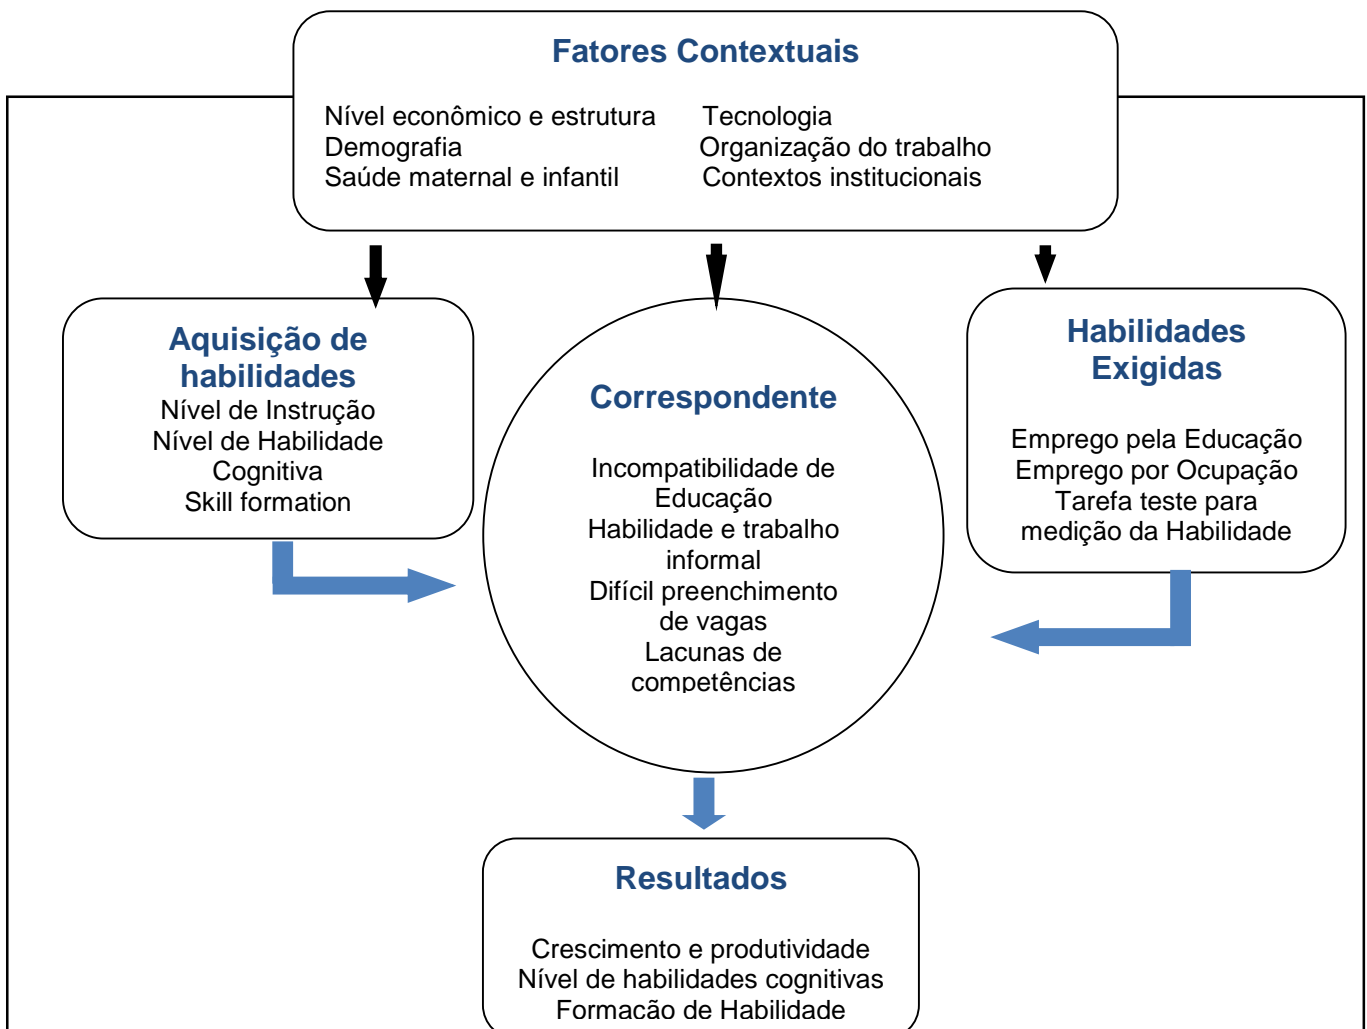 Fatores Contextuais
Nível econômico e estrutura Tecnologia
Demografia Organização do trabalho
Saúde maternal e infantil Contextos institucionais
Aquisição de
habilidades
Nível de Instrução
Nível de Habilidade
Cognitiva
Skill formation
Correspondente
Incompatibilidade de
Educação
Habilidade e trabalho
informal
Difícil preenchimento
de vagas
Lacunas de
competências
Habilidades
Exigidas
Emprego pela Educação
Emprego por Ocupação
Tarefa teste para
medição da Habilidade
Resultados
Crescimento e produtividade
Nível de habilidades cognitivas
Formação de Habilidade